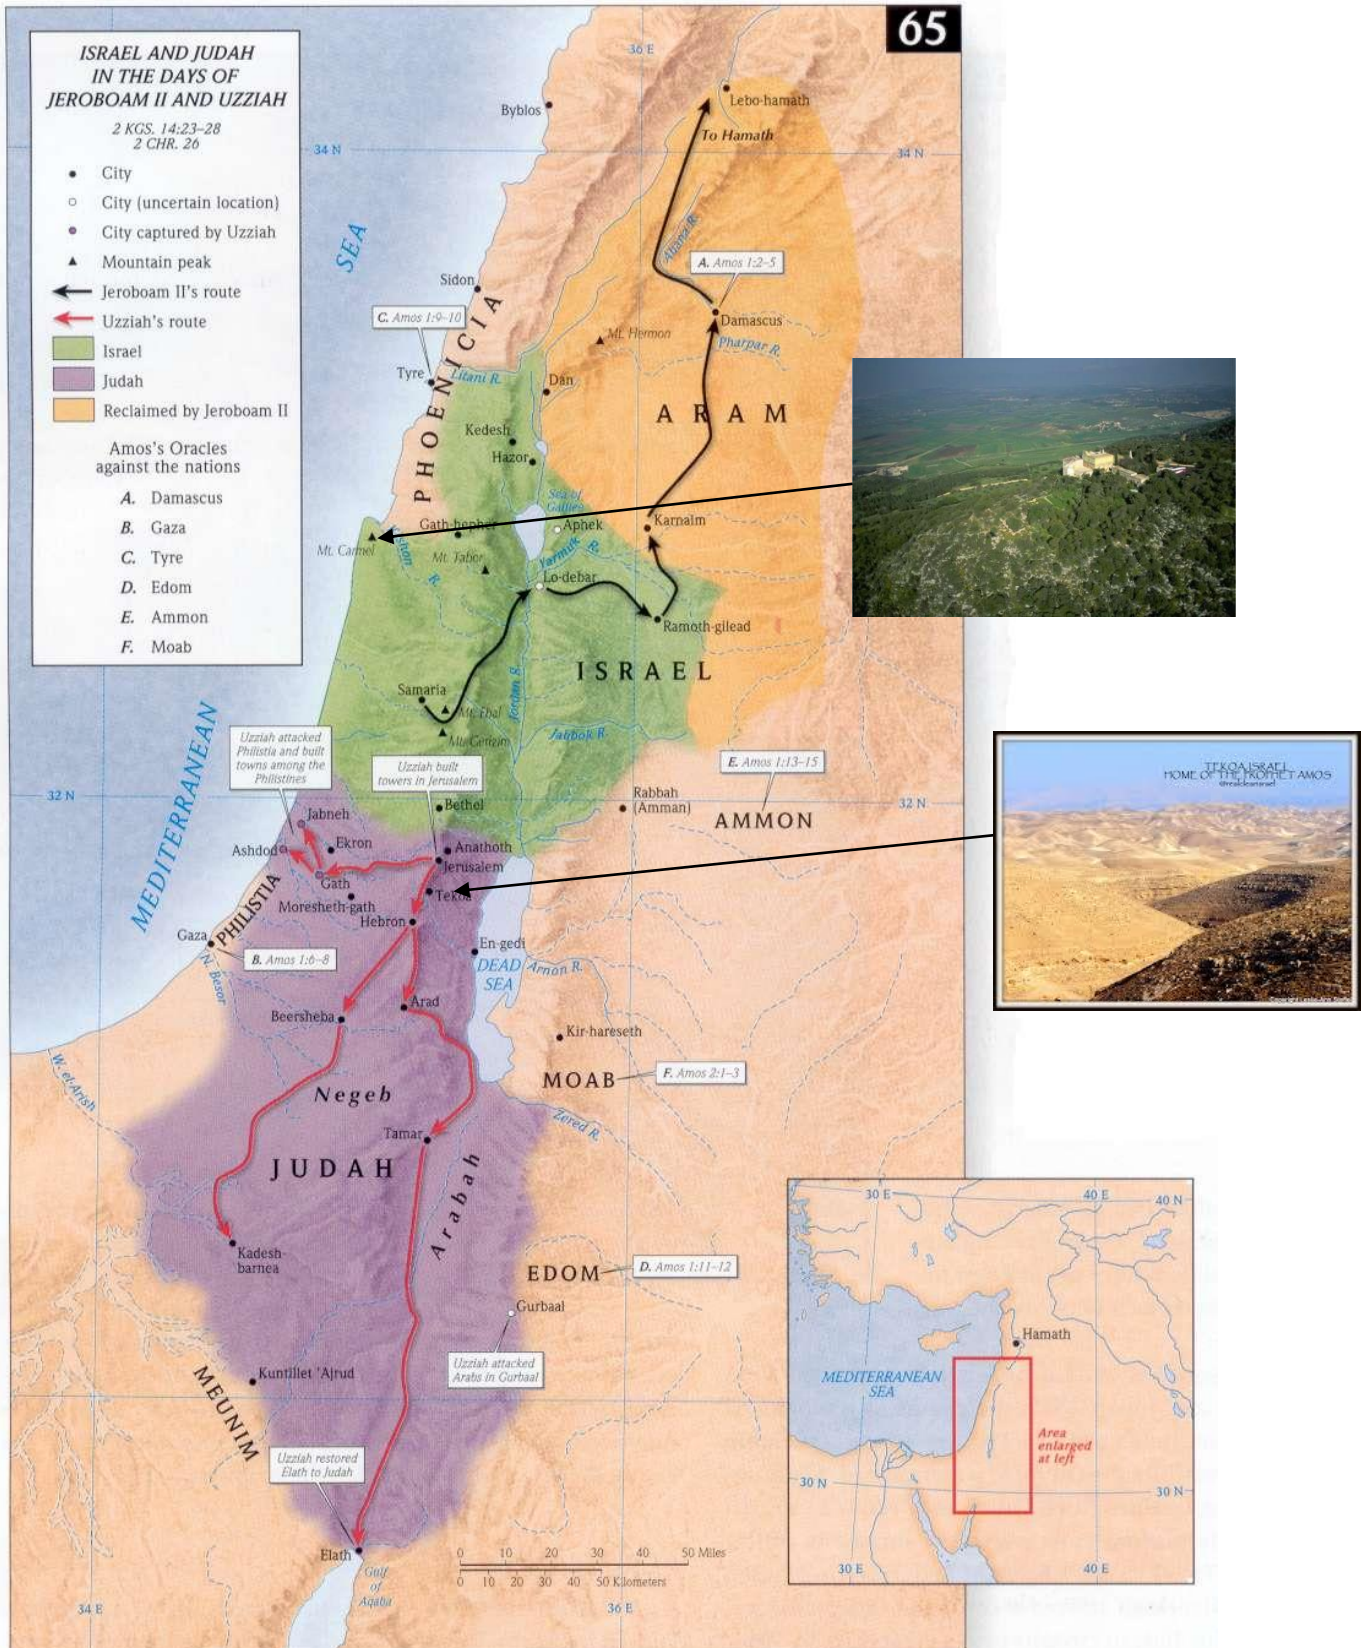 65
ISRAEL AND JUDAH
IN THE DAYS OF
JEROBOAM II AND UZZIAH
2 KGS. 14:23–28
2 CHR. 26
City
City (uncertain location)
City captured by Uzziah
Mountain peak
Jeroboam II's route
Uzziah's route
Israel
Judah
Reclaimed by Jeroboam II
Amos's Oracles
against the nations
A. Damascus
B. Gaza
C. Tyre
D. Edom
E. Ammon
F. Moab
36 E
Byblos
Lebo-hamath
To Hamath
34 N
34 N
SEA
Abana R.
A. Amos 1:2–5
Sidon
C. Amos 1:9–10
Damascus
Mt. Hermon
Pharpar R.
PHOENICIA
Tyre
Litani R.
Dan
ARAM
Kedesh
Hazor
Sea of
Galilee
Gath-hepher
Aphek
Karnaim
Mt. Carmel
Kishon R.
Mt. Tabor
Yarmuk R.
Lo-debar
Ramoth-gilead
ISRAEL
Samaria
Mt. Ebal
Jordan R.
Mt. Gerizim
Jabbok R.
MEDITERRANEAN
Uzziah attacked
Philistia and built
towns among the
Philistines
Uzziah built
towers in Jerusalem
E. Amos 1:13–15
TEKOA ISRAEL
HOME OF THE PROPHET AMOS
32 N
Bethel
Rabbah
(Amman)
32 N
AMMON
Jabneh
Ekron
Anathoth
Ashdod
Jerusalem
Gath
Tekoa
Moresheth-gath
Hebron
PHILISTIA
Gaza
B. Amos 1:6–8
En-gedi
DEAD
SEA
Arnon R.
N. Besor
Beersheba
Arad
Kir-hareseth
MOAB
F. Amos 2:1–3
W. el-Arish
Negeb
Zered R.
Tamar
JUDAH
Arabah
Kadesh-
barnea
EDOM
D. Amos 1:11–12
Gurbaal
Uzziah attacked
Arabs in Gurbaal
Kuntillet 'Ajrud
MEUNIM
Uzziah restored
Elath to Judah
Elath
Gulf
of
Aqaba
0 10 20 30 40 50 Miles
0 10 20 30 40 50 Kilometers
34 E
36 E
30 E
40 E
40 N
Hamath
MEDITERRANEAN
SEA
Area
enlarged
at left
30 N
30 N
30 E
40 E